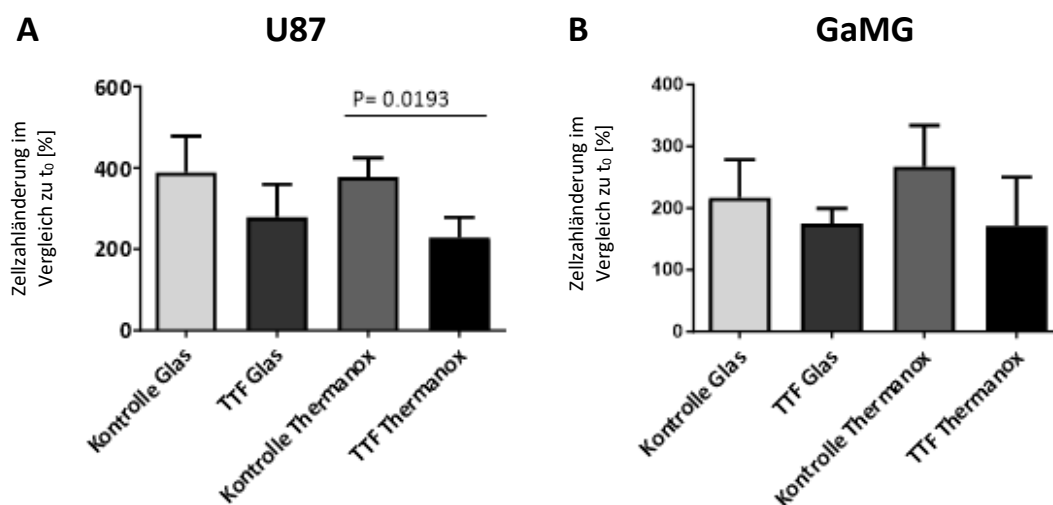 A
U87
Zellzahländerung im
Vergleich zu t₀ [%]
600
400
200
0
P= 0.0193
Kontrolle Glas
TTF Glas
Kontrolle Thermanox
TTF Thermanox
B
GaMG
Zellzahländerung im
Vergleich zu t₀ [%]
400
300
200
100
0
Kontrolle Glas
TTF Glas
Kontrolle Thermanox
TTF Thermanox